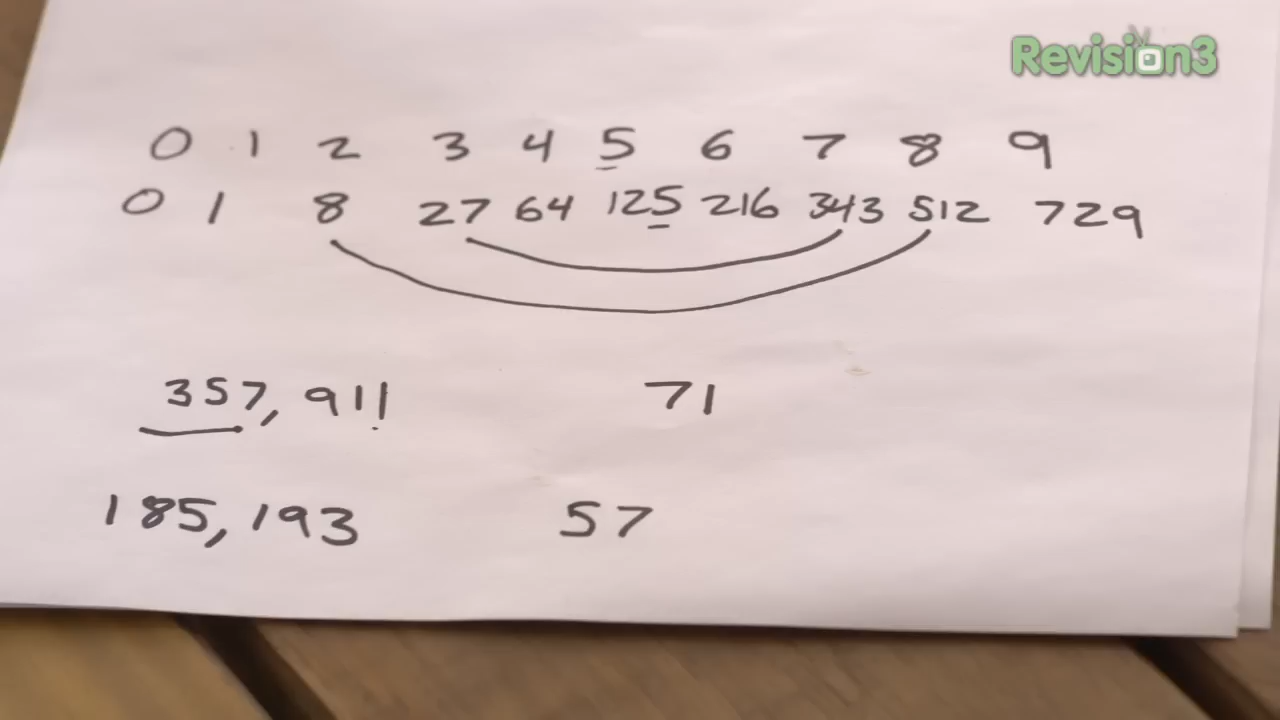 Revision3
0 1 2 3 4 5 6 7 8 9
0 1 8 27 64 125 216 343 512 729
357,911 71
185,193 57